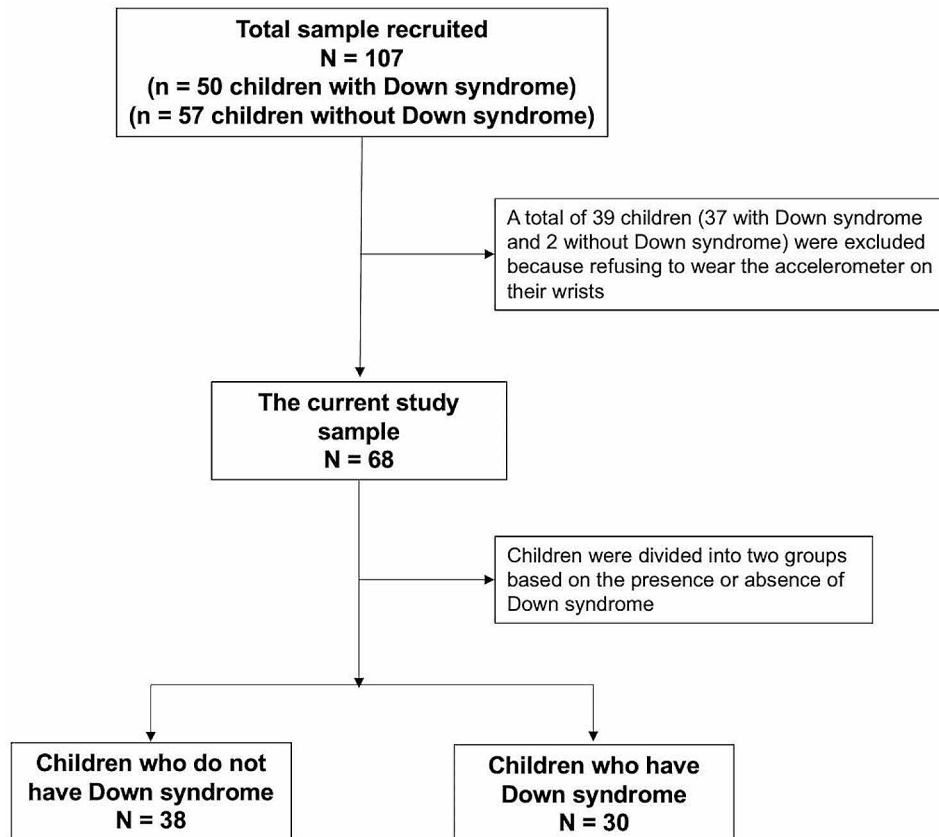 Total sample recruited
N = 107
(n = 50 children with Down syndrome)
(n = 57 children without Down syndrome)
A total of 39 children (37 with Down syndrome
and 2 without Down syndrome) were excluded
because refusing to wear the accelerometer on
their wrists
The current study
sample
N = 68
Children were divided into two groups
based on the presence or absence of
Down syndrome
Children who do not
have Down syndrome
N = 38
Children who have
Down syndrome
N = 30